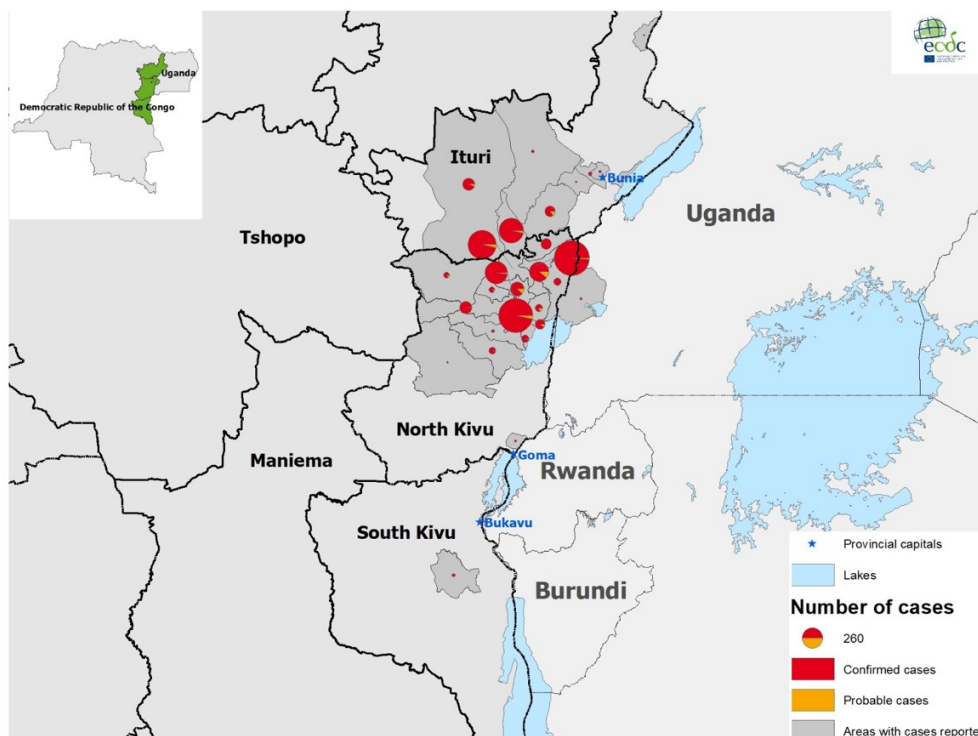 Uganda
Democratic Republic of the Congo
ecdc
Ituri
Bunia
Uganda
Tshopo
North Kivu
Goma
Maniema
Rwanda
South Kivu
Bukavu
Burundi
Provincial capitals
Lakes
Number of cases
260
Confirmed cases
Probable cases
Areas with cases reporte